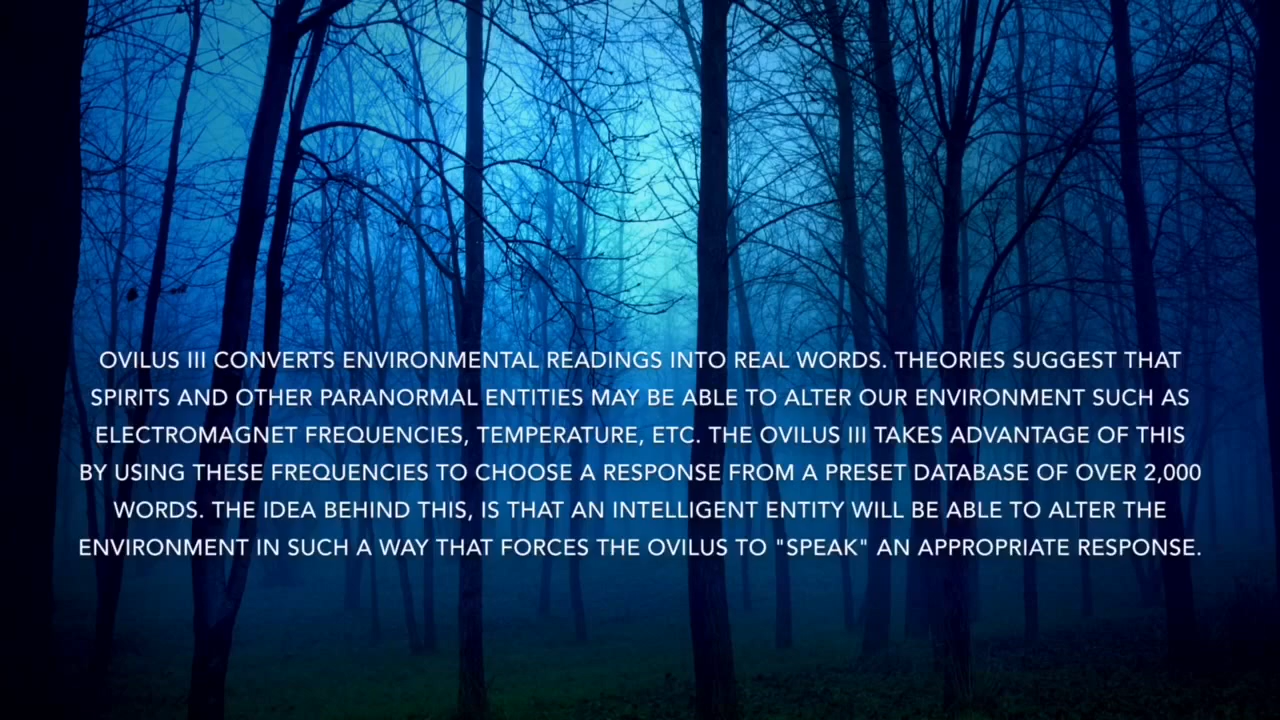 OVILUS III CONVERTS ENVIRONMENTAL READINGS INTO REAL WORDS. THEORIES SUGGEST THAT
SPIRITS AND OTHER PARANORMAL ENTITIES MAY BE ABLE TO ALTER OUR ENVIRONMENT SUCH AS
ELECTROMAGNET FREQUENCIES, TEMPERATURE, ETC. THE OVILUS III TAKES ADVANTAGE OF THIS
BY USING THESE FREQUENCIES TO CHOOSE A RESPONSE FROM A PRESET DATABASE OF OVER 2,000
WORDS. THE IDEA BEHIND THIS, IS THAT AN INTELLIGENT ENTITY WILL BE ABLE TO ALTER THE
ENVIRONMENT IN SUCH A WAY THAT FORCES THE OVILUS TO "SPEAK" AN APPROPRIATE RESPONSE.